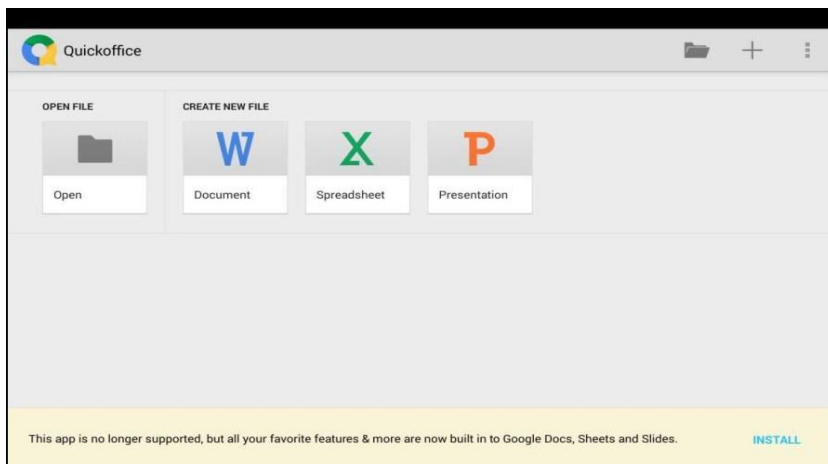 Quickoffice
OPEN FILE
CREATE NEW FILE
W
X
P
Open
Document
Spreadsheet
Presentation
This app is no longer supported, but all your favorite features & more are now built in to Google Docs, Sheets and Slides.
INSTALL